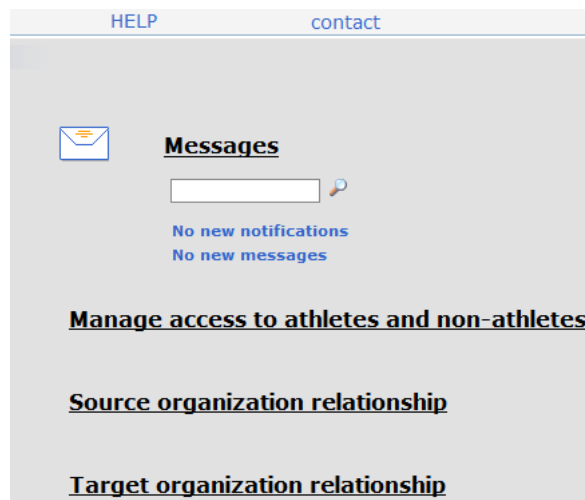 HELP contact
Messages
No new notifications
No new messages
Manage access to athletes and non-athletes
Source organization relationship
Target organization relationship